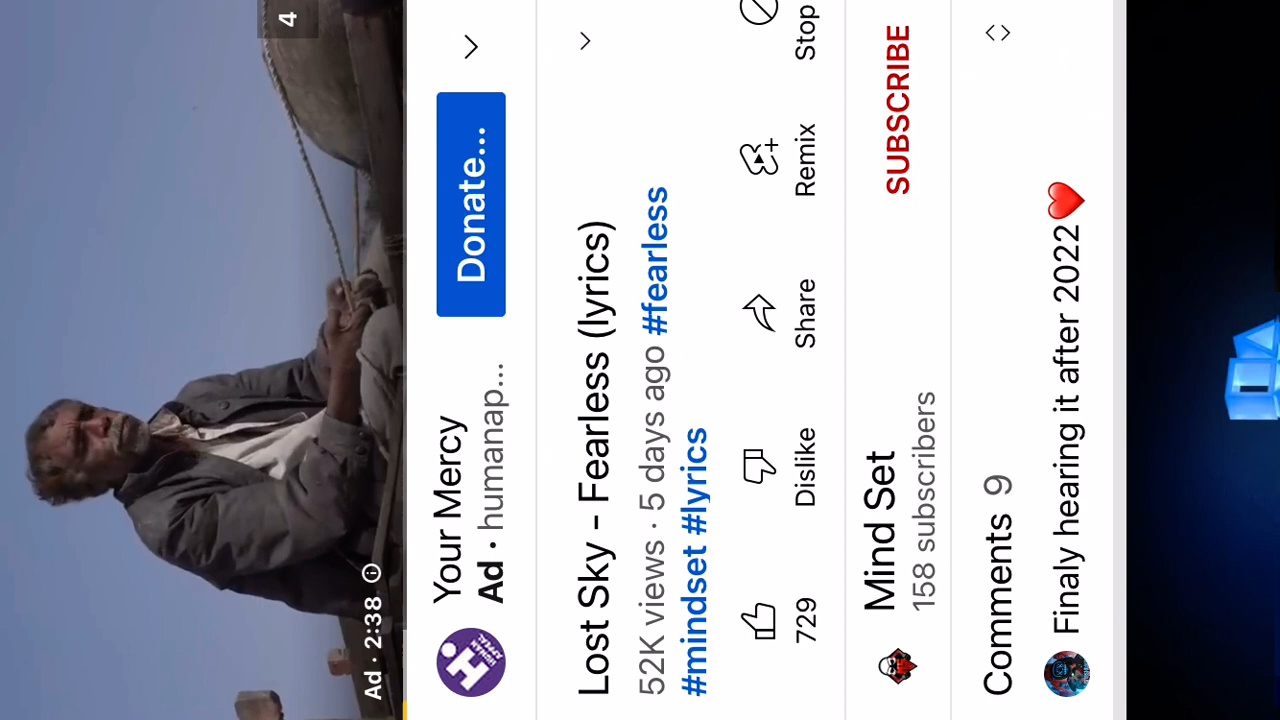 4
Ad · 2:38
Your Mercy
Ad · humanap...
Donate...
HUMAN APPEAL
Lost Sky - Fearless (lyrics)
52K views · 5 days ago #fearless
#mindset #lyrics
729
Dislike
Share
Remix
Stop
Mind Set
158 subscribers
SUBSCRIBE
Comments 9
Finaly hearing it after 2022❤️